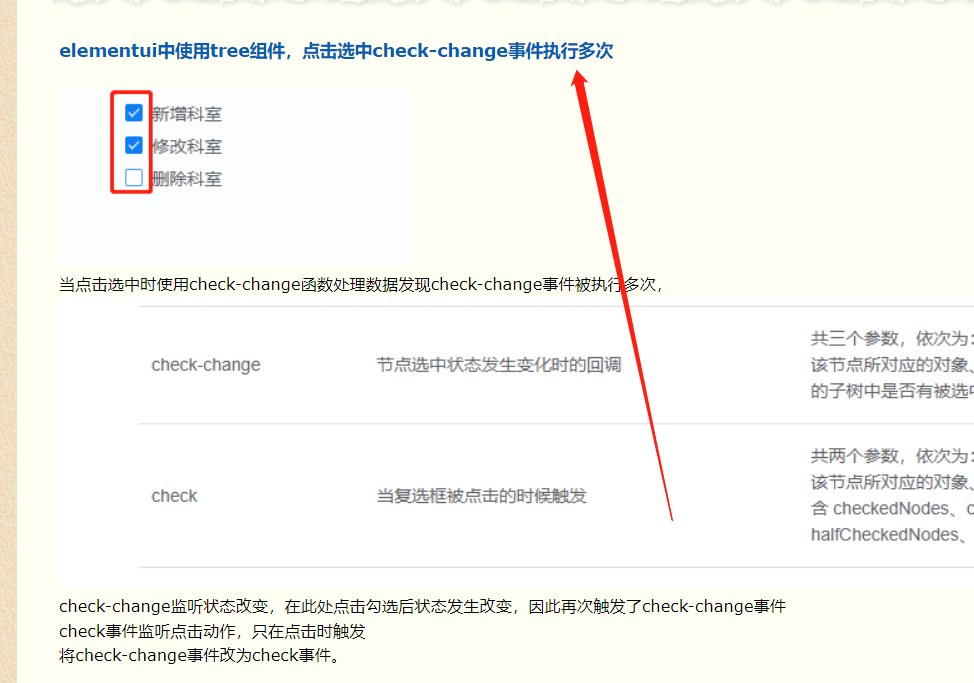 elementui中使用tree组件，点击选中check-change事件执行多次
新增科室
修改科室
删除科室
当点击选中时使用check-change函数处理数据发现check-change事件被执行多次，
check-change 节点选中状态发生变化时的回调 共三个参数，依次为：
该节点所对应的对象、
的子树中是否有被选中
check 当复选框被点击的时候触发 共两个参数，依次为：
该节点所对应的对象、
含 checkedNodes、c
halfCheckedNodes、
check-change监听状态改变，在此处点击勾选后状态发生改变，因此再次触发了check-change事件
check事件监听点击动作，只在点击时触发
将check-change事件改为check事件。